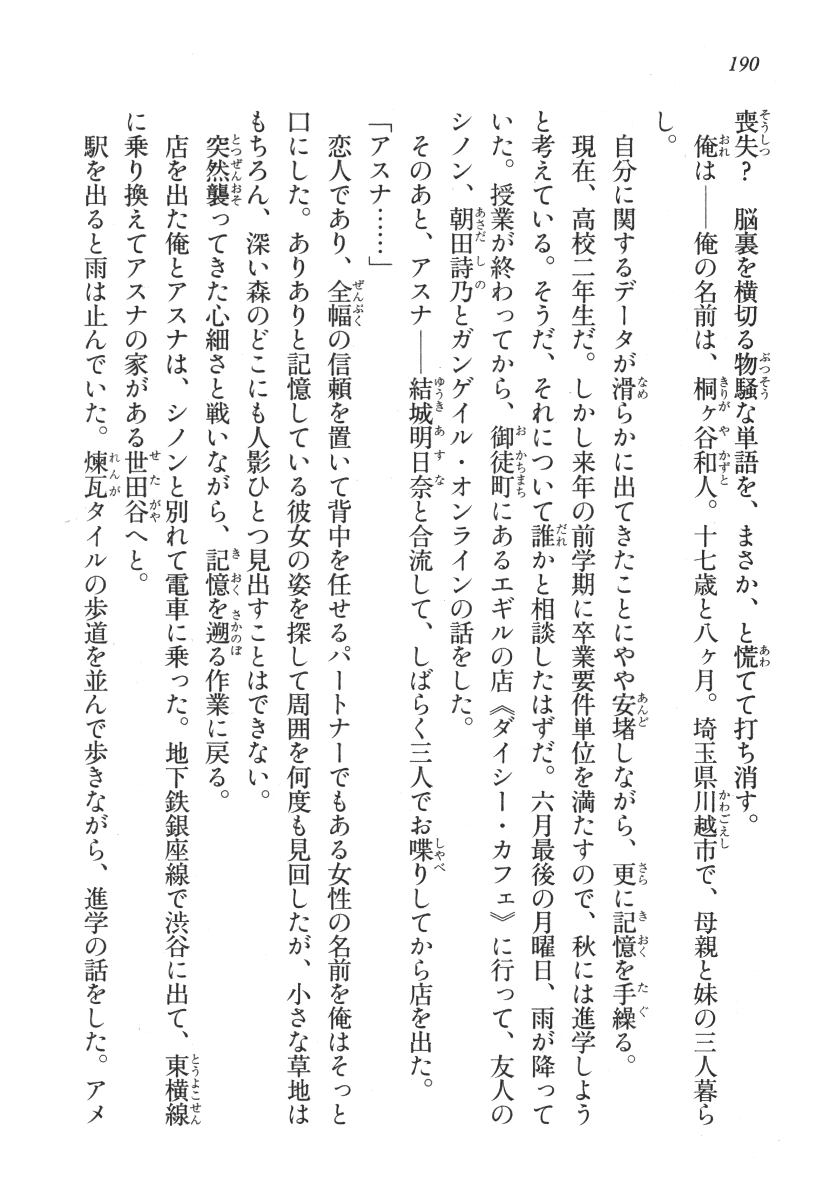 190
喪失?　脳裏を横切る物騒な単語を、まさか、と慌てて打ち消す。
俺は――俺の名前は、桐ヶ谷和人。十七歳と八ヶ月。埼玉県川越市で、母親と妹の三人暮ら
し。
自分に関するデータが滑らかに出てきたことにやや安堵しながら、更に記憶を手繰る。
現在、高校二年生だ。しかし来年の前学期に卒業要件単位を満たすので、秋には進学しよう
と考えている。そうだ、それについて誰かと相談したはずだ。六月最後の月曜日、雨が降って
いた。授業が終わってから、御徒町にあるエギルの店《ダイシー・カフェ》に行って、友人の
シノン、朝田詩乃とガンゲイル・オンラインの話をした。
そのあと、アスナ――結城明日奈と合流して、しばらく三人でお喋りしてから店を出た。
「アスナ……」
恋人であり、全幅の信頼を置いて背中を任せるパートナーでもある女性の名前を俺はそっと
口にした。ありありと記憶している彼女の姿を探して周囲を何度も見回したが、小さな草地は
もちろん、深い森のどこにも人影ひとつ見出すことはできない。
突然襲ってきた心細さと戦いながら、記憶を遡る作業に戻る。
店を出た俺とアスナは、シノンと別れて電車に乗った。地下鉄銀座線で渋谷に出て、東横線
に乗り換えてアスナの家がある世田谷へと。
駅を出ると雨は止んでいた。煉瓦タイルの歩道を並んで歩きながら、進学の話をした。アメ